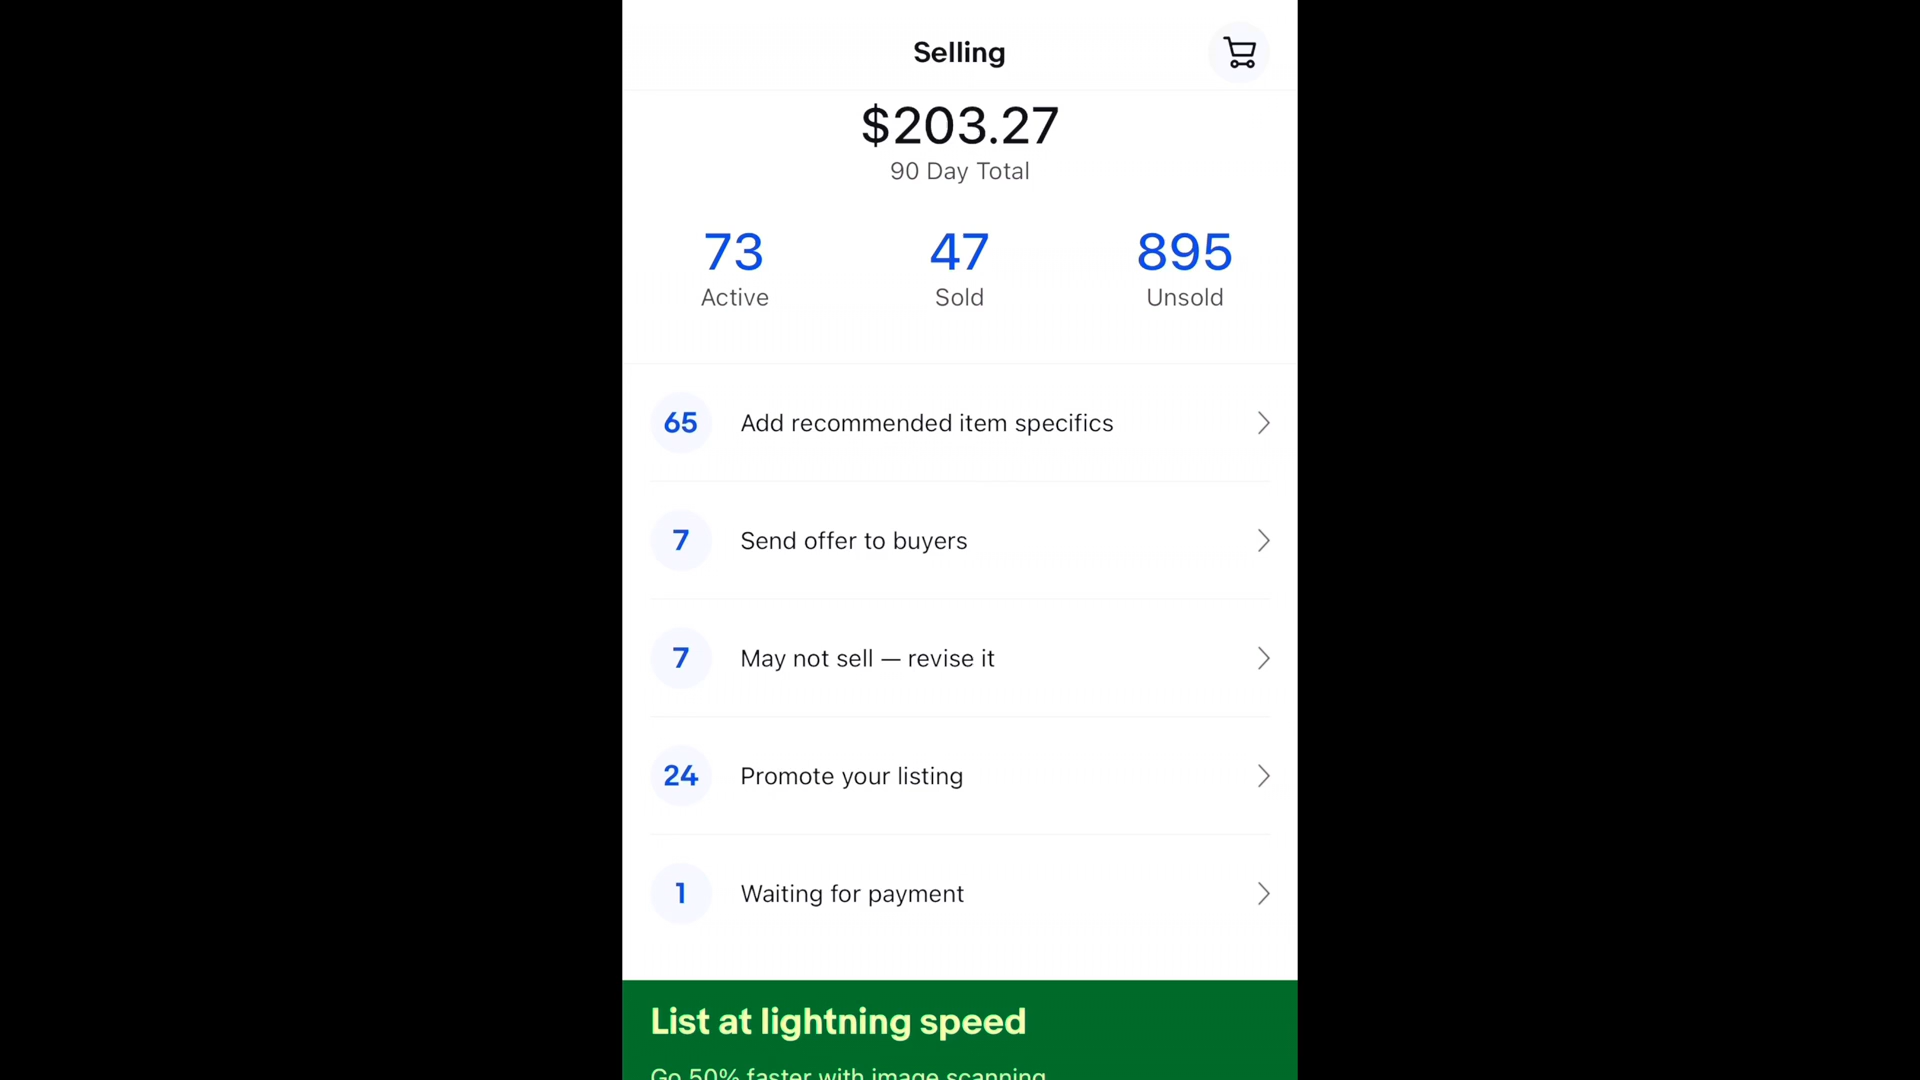 Selling
$203.27
90 Day Total
73 47 895
Active Sold Unsold
65 Add recommended item specifics
7 Send offer to buyers
7 May not sell — revise it
24 Promote your listing
1 Waiting for payment
List at lightning speed
Go 50% faster with image scanning